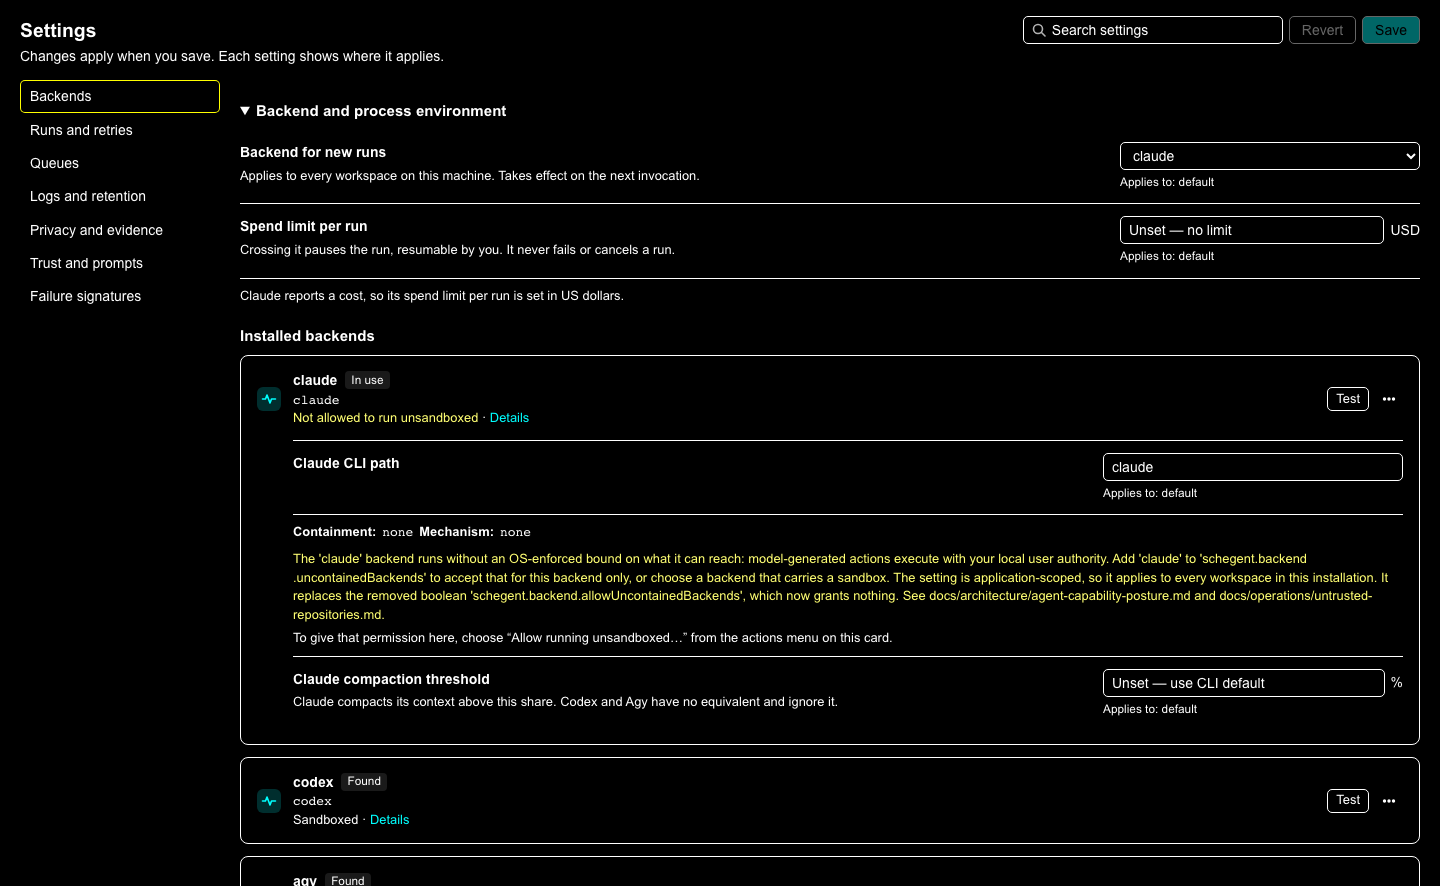 Settings
Changes apply when you save. Each setting shows where it applies.
Search settings
Revert
Save
Backends
Runs and retries
Queues
Logs and retention
Privacy and evidence
Trust and prompts
Failure signatures
Backend and process environment
Backend for new runs
Applies to every workspace on this machine. Takes effect on the next invocation.
claude
Applies to: default
Spend limit per run
Crossing it pauses the run, resumable by you. It never fails or cancels a run.
Unset — no limit
USD
Applies to: default
Claude reports a cost, so its spend limit per run is set in US dollars.
Installed backends
claude In use
claude
Not allowed to run unsandboxed · Details
Test
Claude CLI path
claude
Applies to: default
Containment: none Mechanism: none
The 'claude' backend runs without an OS-enforced bound on what it can reach: model-generated actions execute with your local user authority. Add 'claude' to 'schegent.backend
.uncontainedBackends' to accept that for this backend only, or choose a backend that carries a sandbox. The setting is application-scoped, so it applies to every workspace in this installation. It
replaces the removed boolean 'schegent.backend.allowUncontainedBackends', which now grants nothing. See docs/architecture/agent-capability-posture.md and docs/operations/untrusted-
repositories.md.
To give that permission here, choose “Allow running unsandboxed…” from the actions menu on this card.
Claude compaction threshold
Claude compacts its context above this share. Codex and Agy have no equivalent and ignore it.
Unset — use CLI default
%
Applies to: default
codex Found
codex
Sandboxed · Details
Test
agy Found